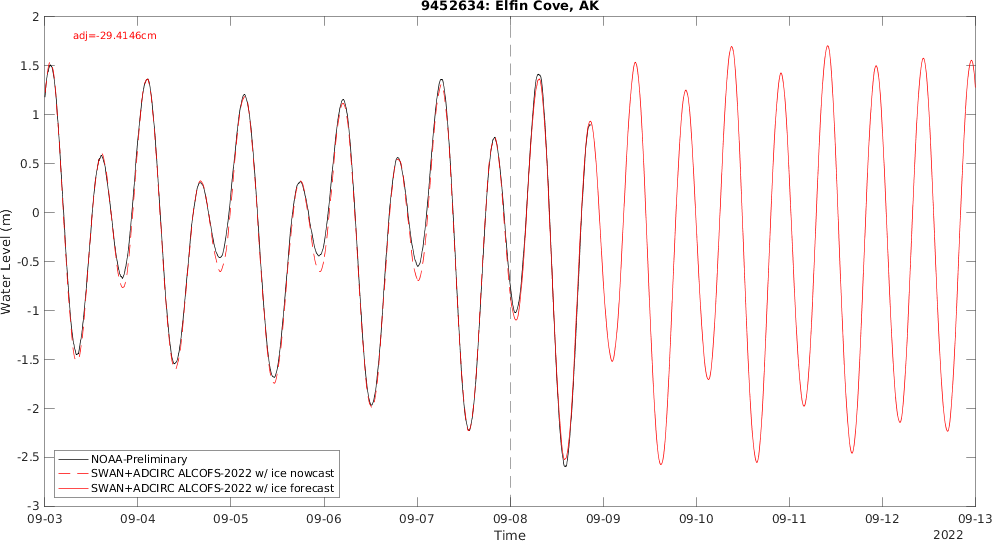 9452634: Elfin Cove, AK
adj=-29.4146cm
2
1.5
1
0.5
0
-0.5
-1
-1.5
-2
-2.5
-3
Water Level (m)
NOAA-Preliminary
SWAN+ADCIRC ALCOFS-2022 w/ ice nowcast
SWAN+ADCIRC ALCOFS-2022 w/ ice forecast
09-03 09-04 09-05 09-06 09-07 09-08 09-09 09-10 09-11 09-12 09-13
Time
2022